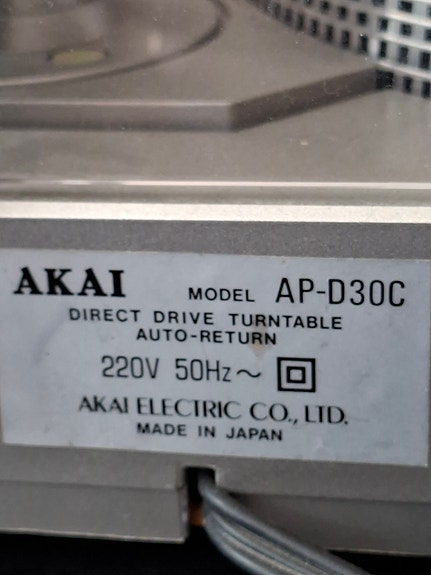 AKAI MODEL AP-D30C
DIRECT DRIVE TURNTABLE
AUTO-RETURN
220V 50Hz~
AKAI ELECTRIC CO., LTD.
MADE IN JAPAN